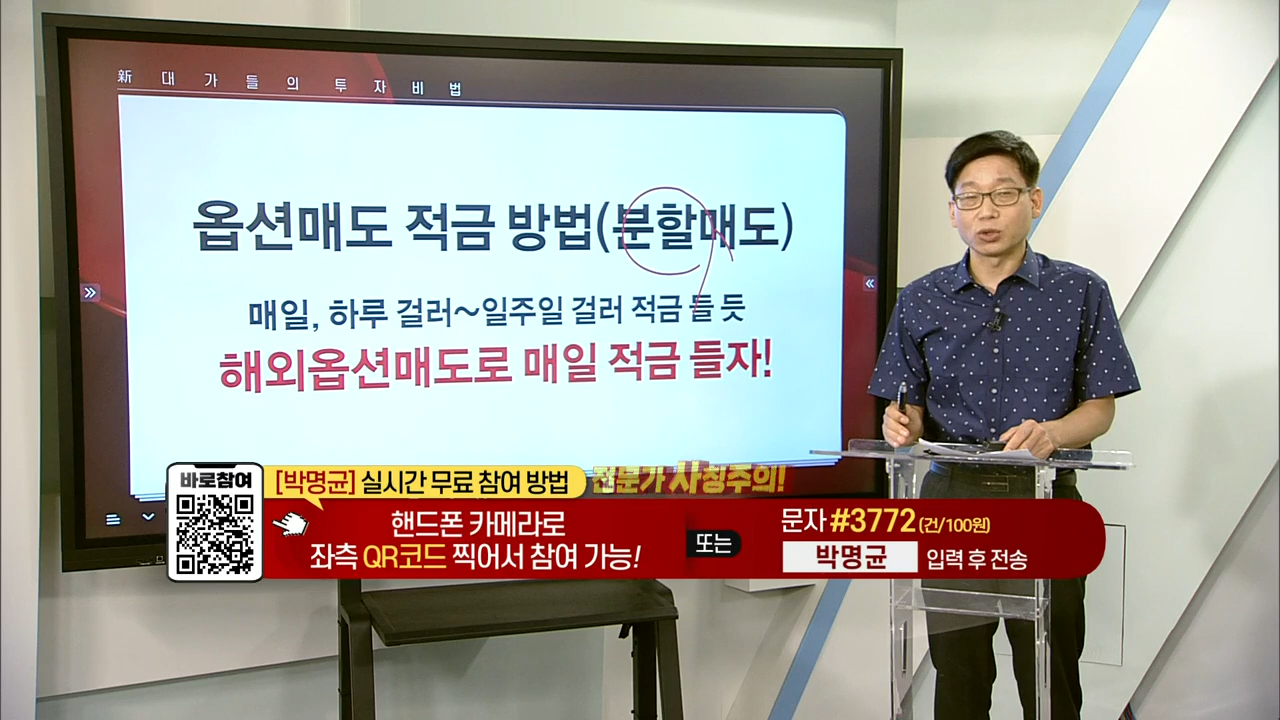 新 대가들의 투자비법
옵션매도 적금 방법(분할매도)
매일, 하루 걸러~일주일 걸러 적금 들 듯
해외옵션매도로 매일 적금 들자!
바로참여
[박명균] 실시간 무료 참여 방법
전문가 사칭주의!
핸드폰 카메라로
좌측 QR코드 찍어서 참여 가능!
또는
문자 #3772 (건/100원)
박명균 입력 후 전송